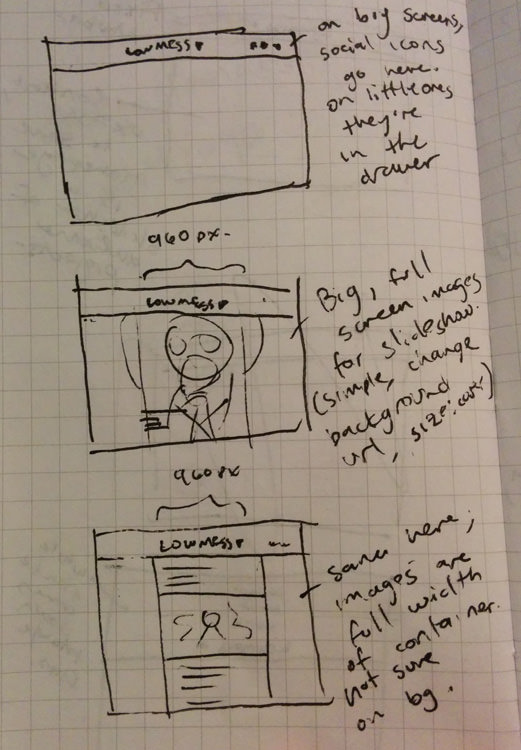 LOWMESS ▾
on big screens,
social icons
go here.
on little ones
they're
in the
drawer
960 px-
LOWMESS ▾
Big, full
screen images
for slideshow.
(simple, change
background
url, size: cover)
960 px
LOWMESS ▾
same here,
images are
full width
of container.
not sure
on bg.